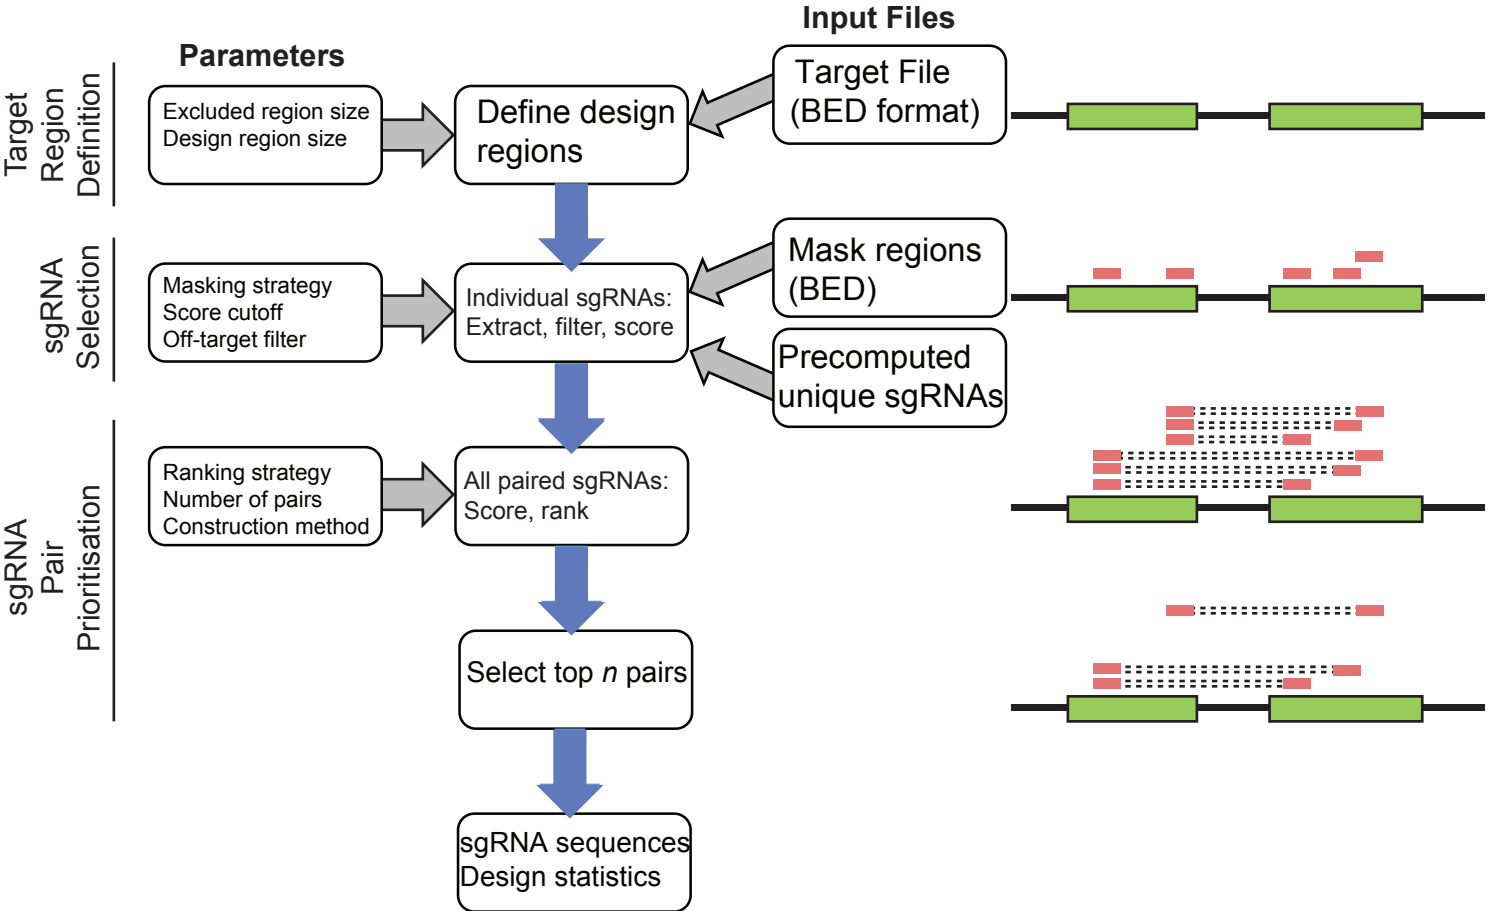 Input Files
Parameters
Target
Region
Definition
Excluded region size
Design region size
Define design
regions
Target File
(BED format)
sgRNA
Selection
Masking strategy
Score cutoff
Off-target filter
Individual sgRNAs:
Extract, filter, score
Mask regions
(BED)
Precomputed
unique sgRNAs
sgRNA
Pair
Prioritisation
Ranking strategy
Number of pairs
Construction method
All paired sgRNAs:
Score, rank
Select top n pairs
sgRNA sequences
Design statistics